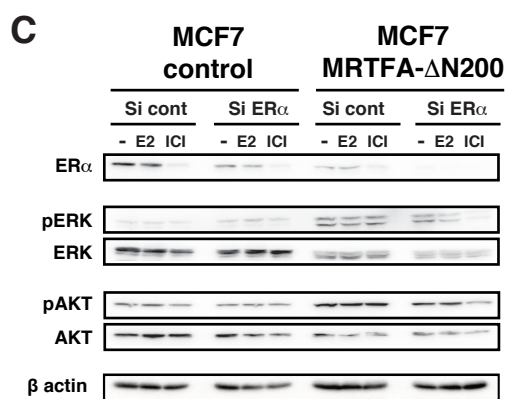 C
MCF7 control
MCF7 MRTFA-ΔN200
Si cont Si ERα Si cont Si ERα
- E2 ICI - E2 ICI - E2 ICI - E2 ICI
ERα
pERK
ERK
pAKT
AKT
β actin